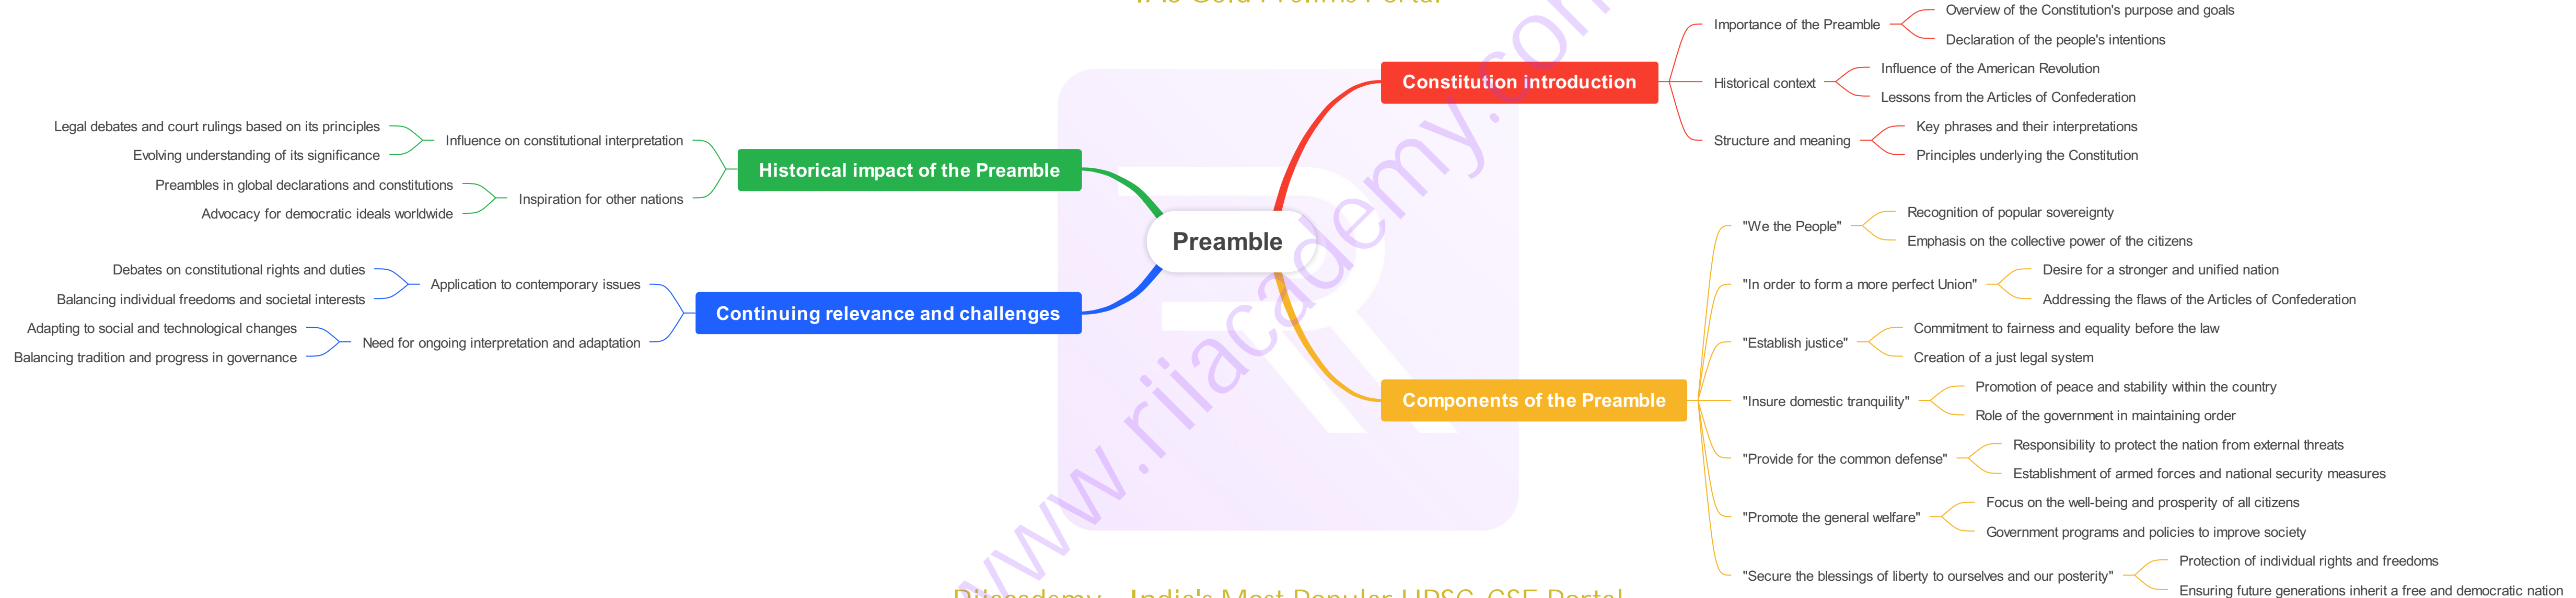 IAS Gold Prelims Portal
Preamble
Constitution introduction
Importance of the Preamble
Overview of the Constitution's purpose and goals
Declaration of the people's intentions
Historical context
Influence of the American Revolution
Lessons from the Articles of Confederation
Structure and meaning
Key phrases and their interpretations
Principles underlying the Constitution
Components of the Preamble
"We the People"
Recognition of popular sovereignty
Emphasis on the collective power of the citizens
"In order to form a more perfect Union"
Desire for a stronger and unified nation
Addressing the flaws of the Articles of Confederation
"Establish justice"
Commitment to fairness and equality before the law
Creation of a just legal system
"Insure domestic tranquility"
Promotion of peace and stability within the country
Role of the government in maintaining order
"Provide for the common defense"
Responsibility to protect the nation from external threats
Establishment of armed forces and national security measures
"Promote the general welfare"
Focus on the well-being and prosperity of all citizens
Government programs and policies to improve society
"Secure the blessings of liberty to ourselves and our posterity"
Protection of individual rights and freedoms
Ensuring future generations inherit a free and democratic nation
Historical impact of the Preamble
Influence on constitutional interpretation
Legal debates and court rulings based on its principles
Evolving understanding of its significance
Inspiration for other nations
Preambles in global declarations and constitutions
Advocacy for democratic ideals worldwide
Continuing relevance and challenges
Application to contemporary issues
Debates on constitutional rights and duties
Balancing individual freedoms and societal interests
Need for ongoing interpretation and adaptation
Adapting to social and technological changes
Balancing tradition and progress in governance
www.riiacademy.com
India's Most Popular UPSC-CSE Portal